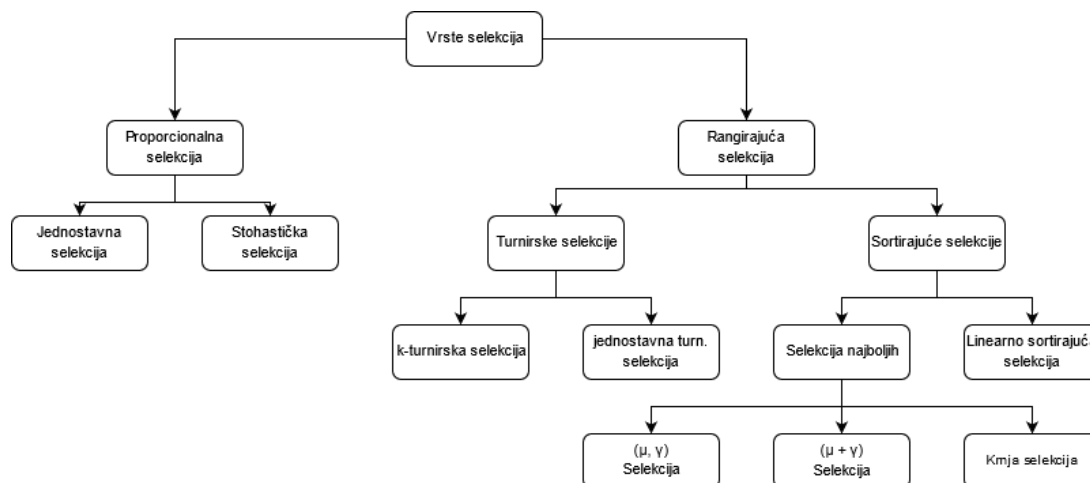 Vrste selekcija
Proporcionalna
selekcija
Rangirajuća
selekcija
Jednostavna
selekcija
Stohastička
selekcija
Turnirske selekcije
Sortirajuće selekcije
k-turnirska selekcija
jednostavna turn.
selekcija
Selekcija najboljih
Linearno sortirajuća
selekcija
(μ, γ)
Selekcija
(μ + γ)
Selekcija
Krnja selekcija